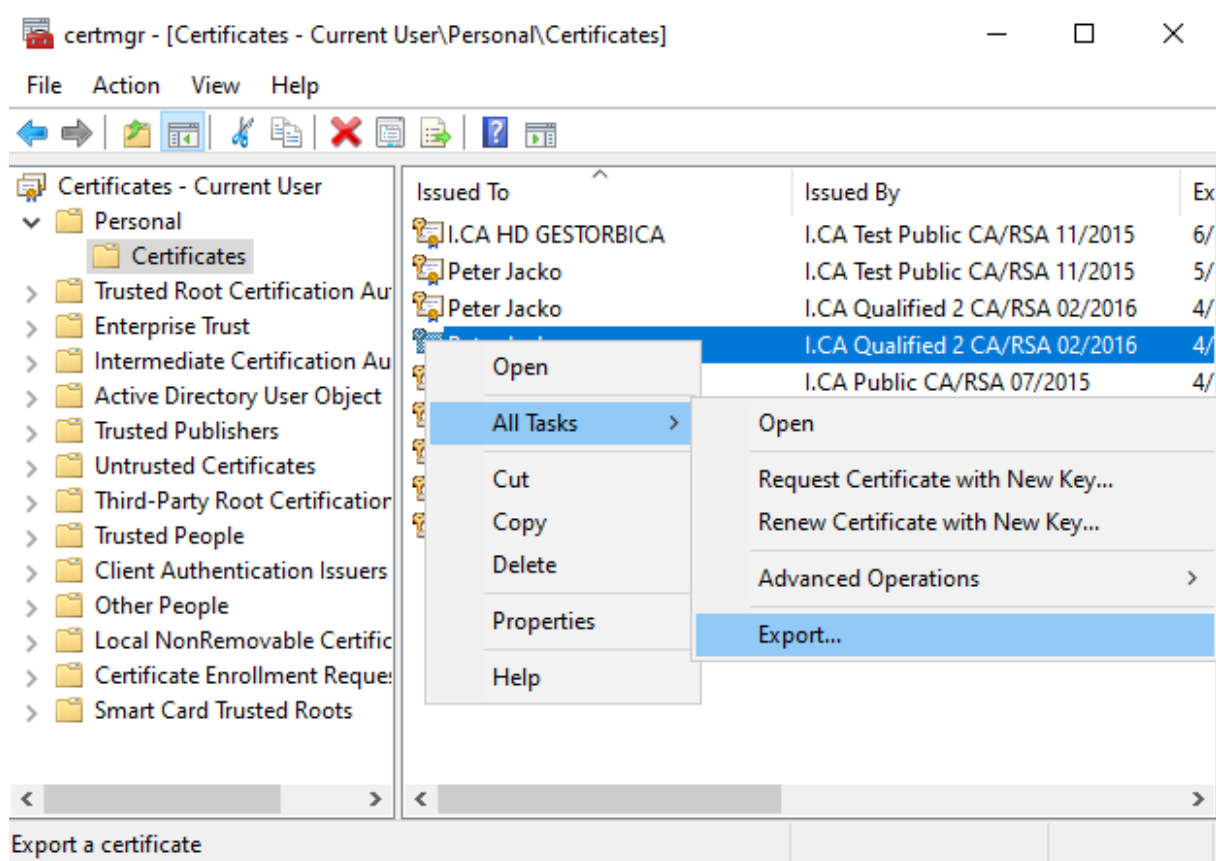 certmgr - [Certificates - Current User\Personal\Certificates]
File Action View Help
Certificates - Current User
Personal
Certificates
Trusted Root Certification Au
Enterprise Trust
Intermediate Certification Au
Active Directory User Object
Trusted Publishers
Untrusted Certificates
Third-Party Root Certification
Trusted People
Client Authentication Issuers
Other People
Local NonRemovable Certific
Certificate Enrollment Reques
Smart Card Trusted Roots
Issued To Issued By Ex
I.CA HD GESTORBICA I.CA Test Public CA/RSA 11/2015 6/
Peter Jacko I.CA Test Public CA/RSA 11/2015 5/
Peter Jacko I.CA Qualified 2 CA/RSA 02/2016 4/
I.CA Qualified 2 CA/RSA 02/2016 4/
I.CA Public CA/RSA 07/2015 4/
Open
All Tasks
Cut
Copy
Delete
Properties
Help
Open
Request Certificate with New Key...
Renew Certificate with New Key...
Advanced Operations
Export...
Export a certificate